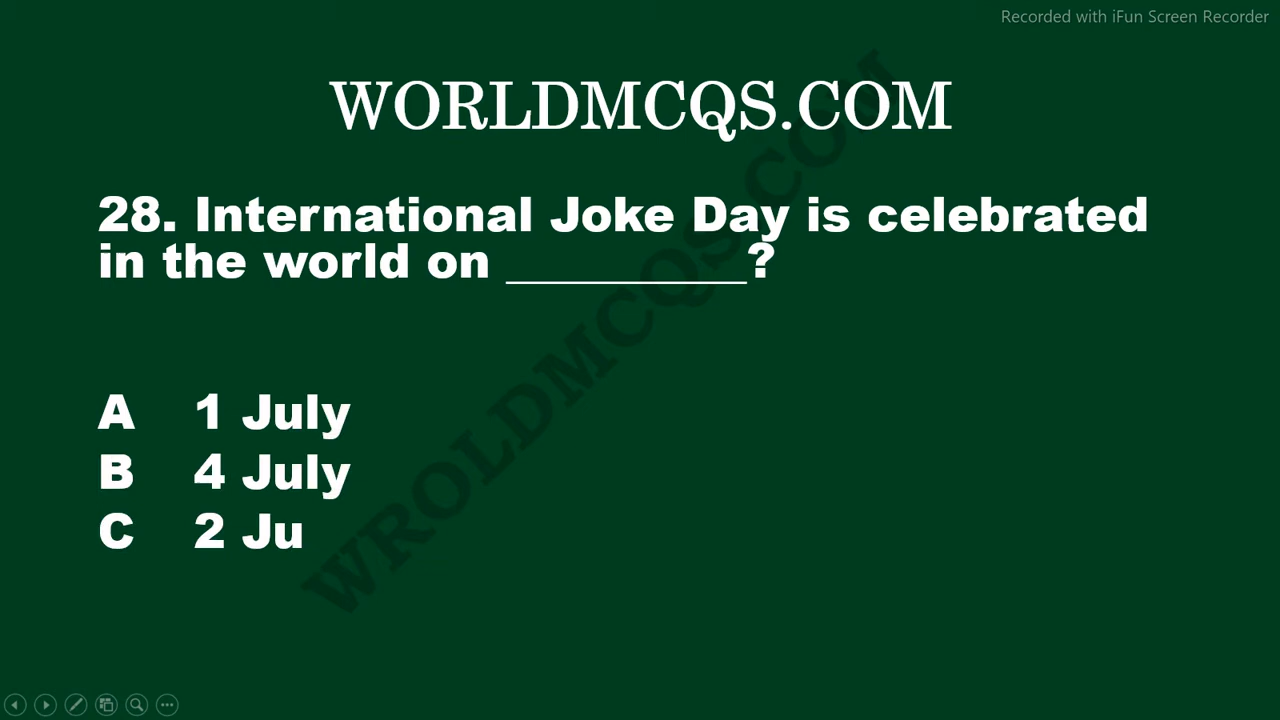 Recorded with iFun Screen Recorder
WORLDMCQS.COM
28. International Joke Day is celebrated
in the world on __________?
A 1 July
B 4 July
C 2 Ju
WROLDMCQS.COM